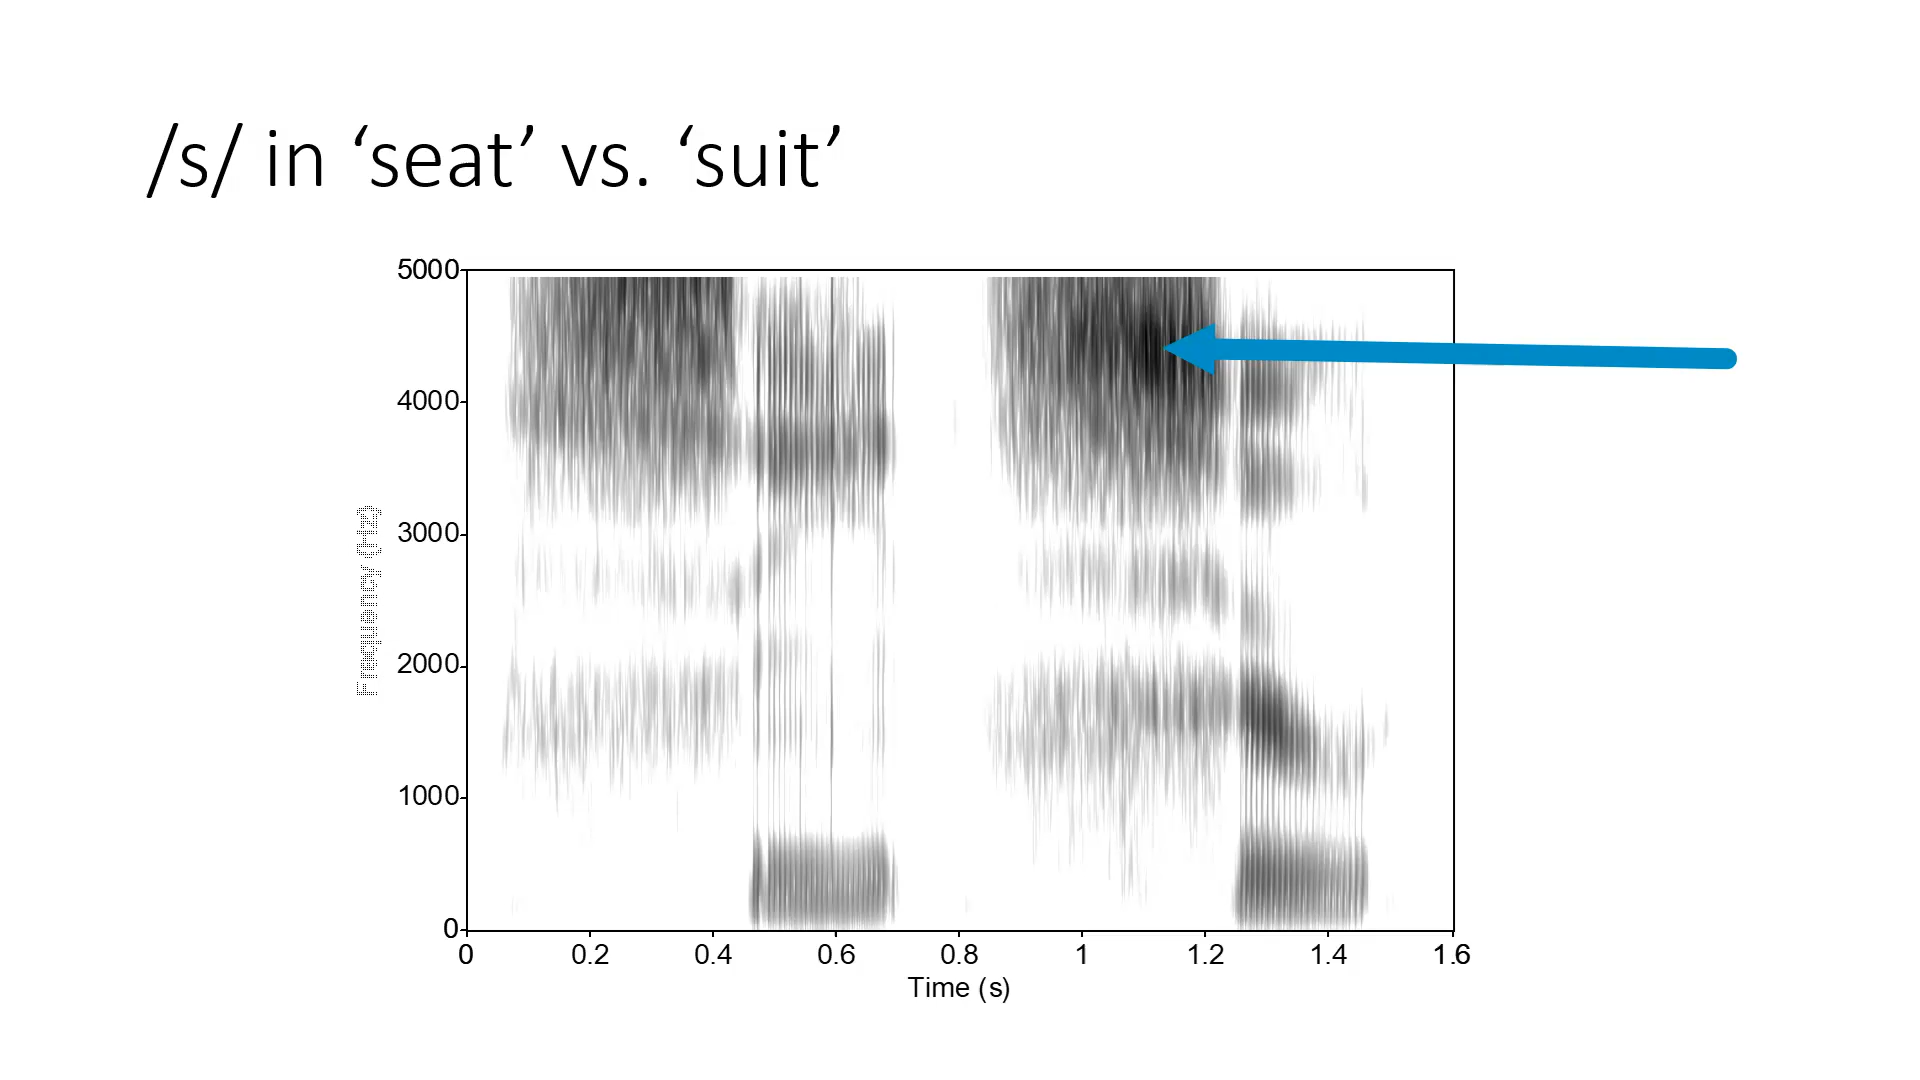 /s/ in ‘seat’ vs. ‘suit’
5000
4000
3000
2000
1000
0
Frequency (Hz)
0 0.2 0.4 0.6 0.8 1 1.2 1.4 1.6
Time (s)